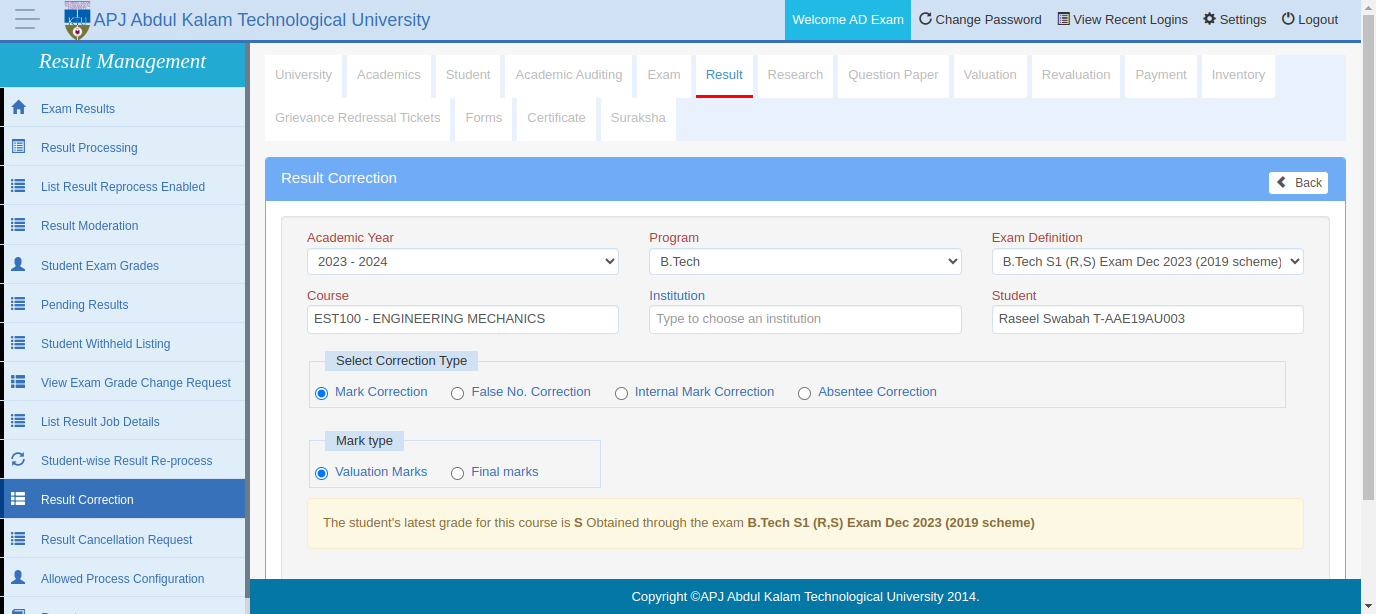 APJ Abdul Kalam Technological University
Welcome AD Exam Change Password View Recent Logins Settings Logout
Result Management
Exam Results
Result Processing
List Result Reprocess Enabled
Result Moderation
Student Exam Grades
Pending Results
Student Withheld Listing
View Exam Grade Change Request
List Result Job Details
Student-wise Result Re-process
Result Correction
Result Cancellation Request
Allowed Process Configuration
University Academics Student Academic Auditing Exam Result Research Question Paper Valuation Revaluation Payment Inventory
Grievance Redressal Tickets Forms Certificate Suraksha
Result Correction
Back
Academic Year Program Exam Definition
2023 - 2024 B.Tech B.Tech S1 (R,S) Exam Dec 2023 (2019 scheme)
Course Institution Student
EST100 - ENGINEERING MECHANICS Type to choose an institution Raseel Swabah T-AAE19AU003
Select Correction Type
Mark Correction False No. Correction Internal Mark Correction Absentee Correction
Mark type
Valuation Marks Final marks
The student's latest grade for this course is S Obtained through the exam B.Tech S1 (R,S) Exam Dec 2023 (2019 scheme)
Copyright ©APJ Abdul Kalam Technological University 2014.